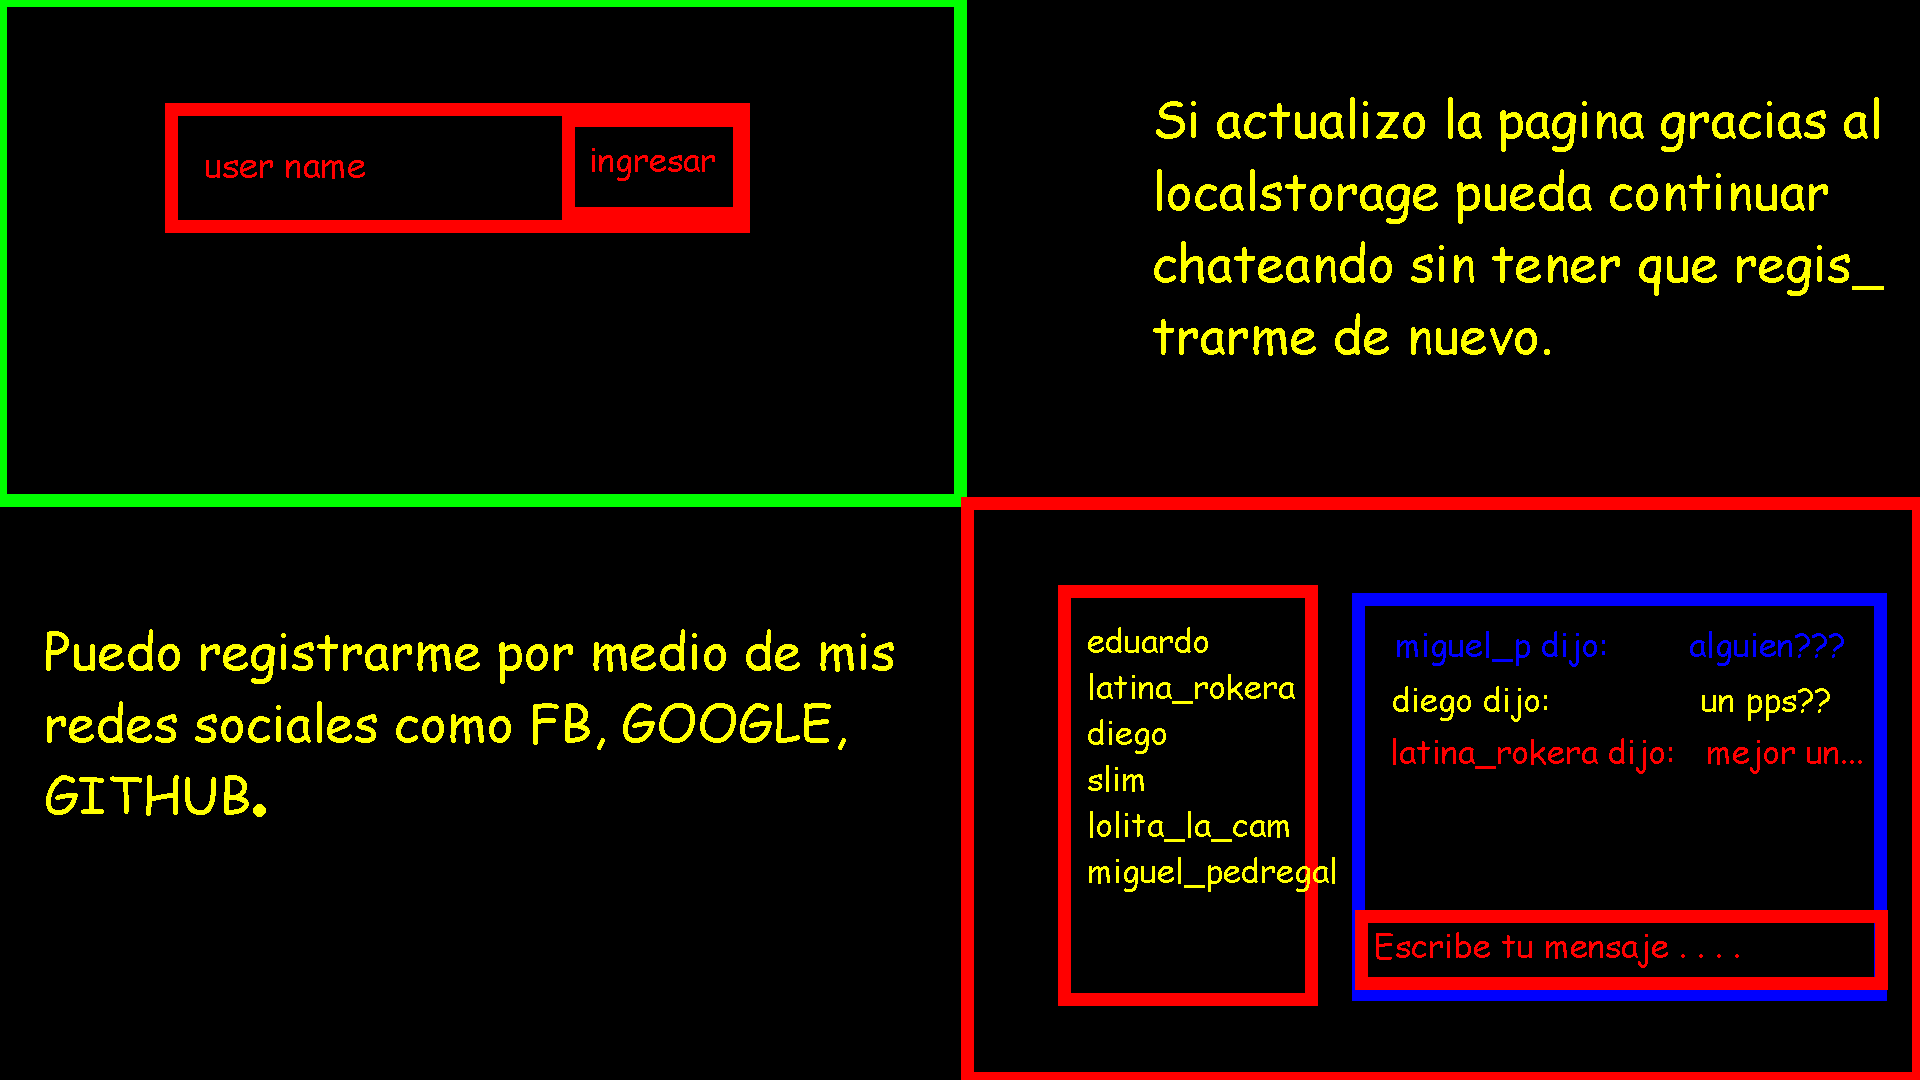 user name
ingresar
Si actualizo la pagina gracias al
localstorage pueda continuar
chateando sin tener que regis_
trarme de nuevo.
Puedo registrarme por medio de mis
redes sociales como FB, GOOGLE,
GITHUB.
eduardo
latina_rokera
diego
slim
lolita_la_cam
miguel_pedregal
miguel_p dijo: alguien???
diego dijo: un pps??
latina_rokera dijo: mejor un...
Escribe tu mensaje . . . .